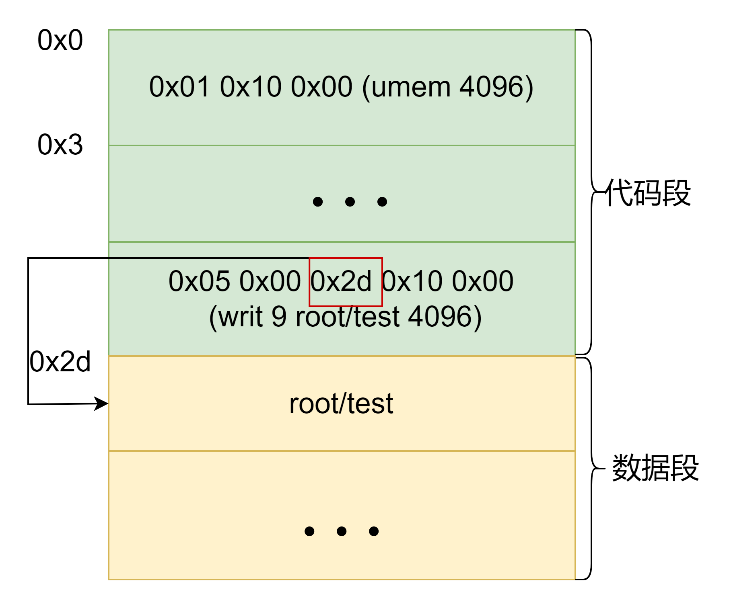 0x0
0x01 0x10 0x00 (umem 4096)
0x3
代码段
0x05 0x00 0x2d 0x10 0x00
(writ 9 root/test 4096)
0x2d
root/test
数据段